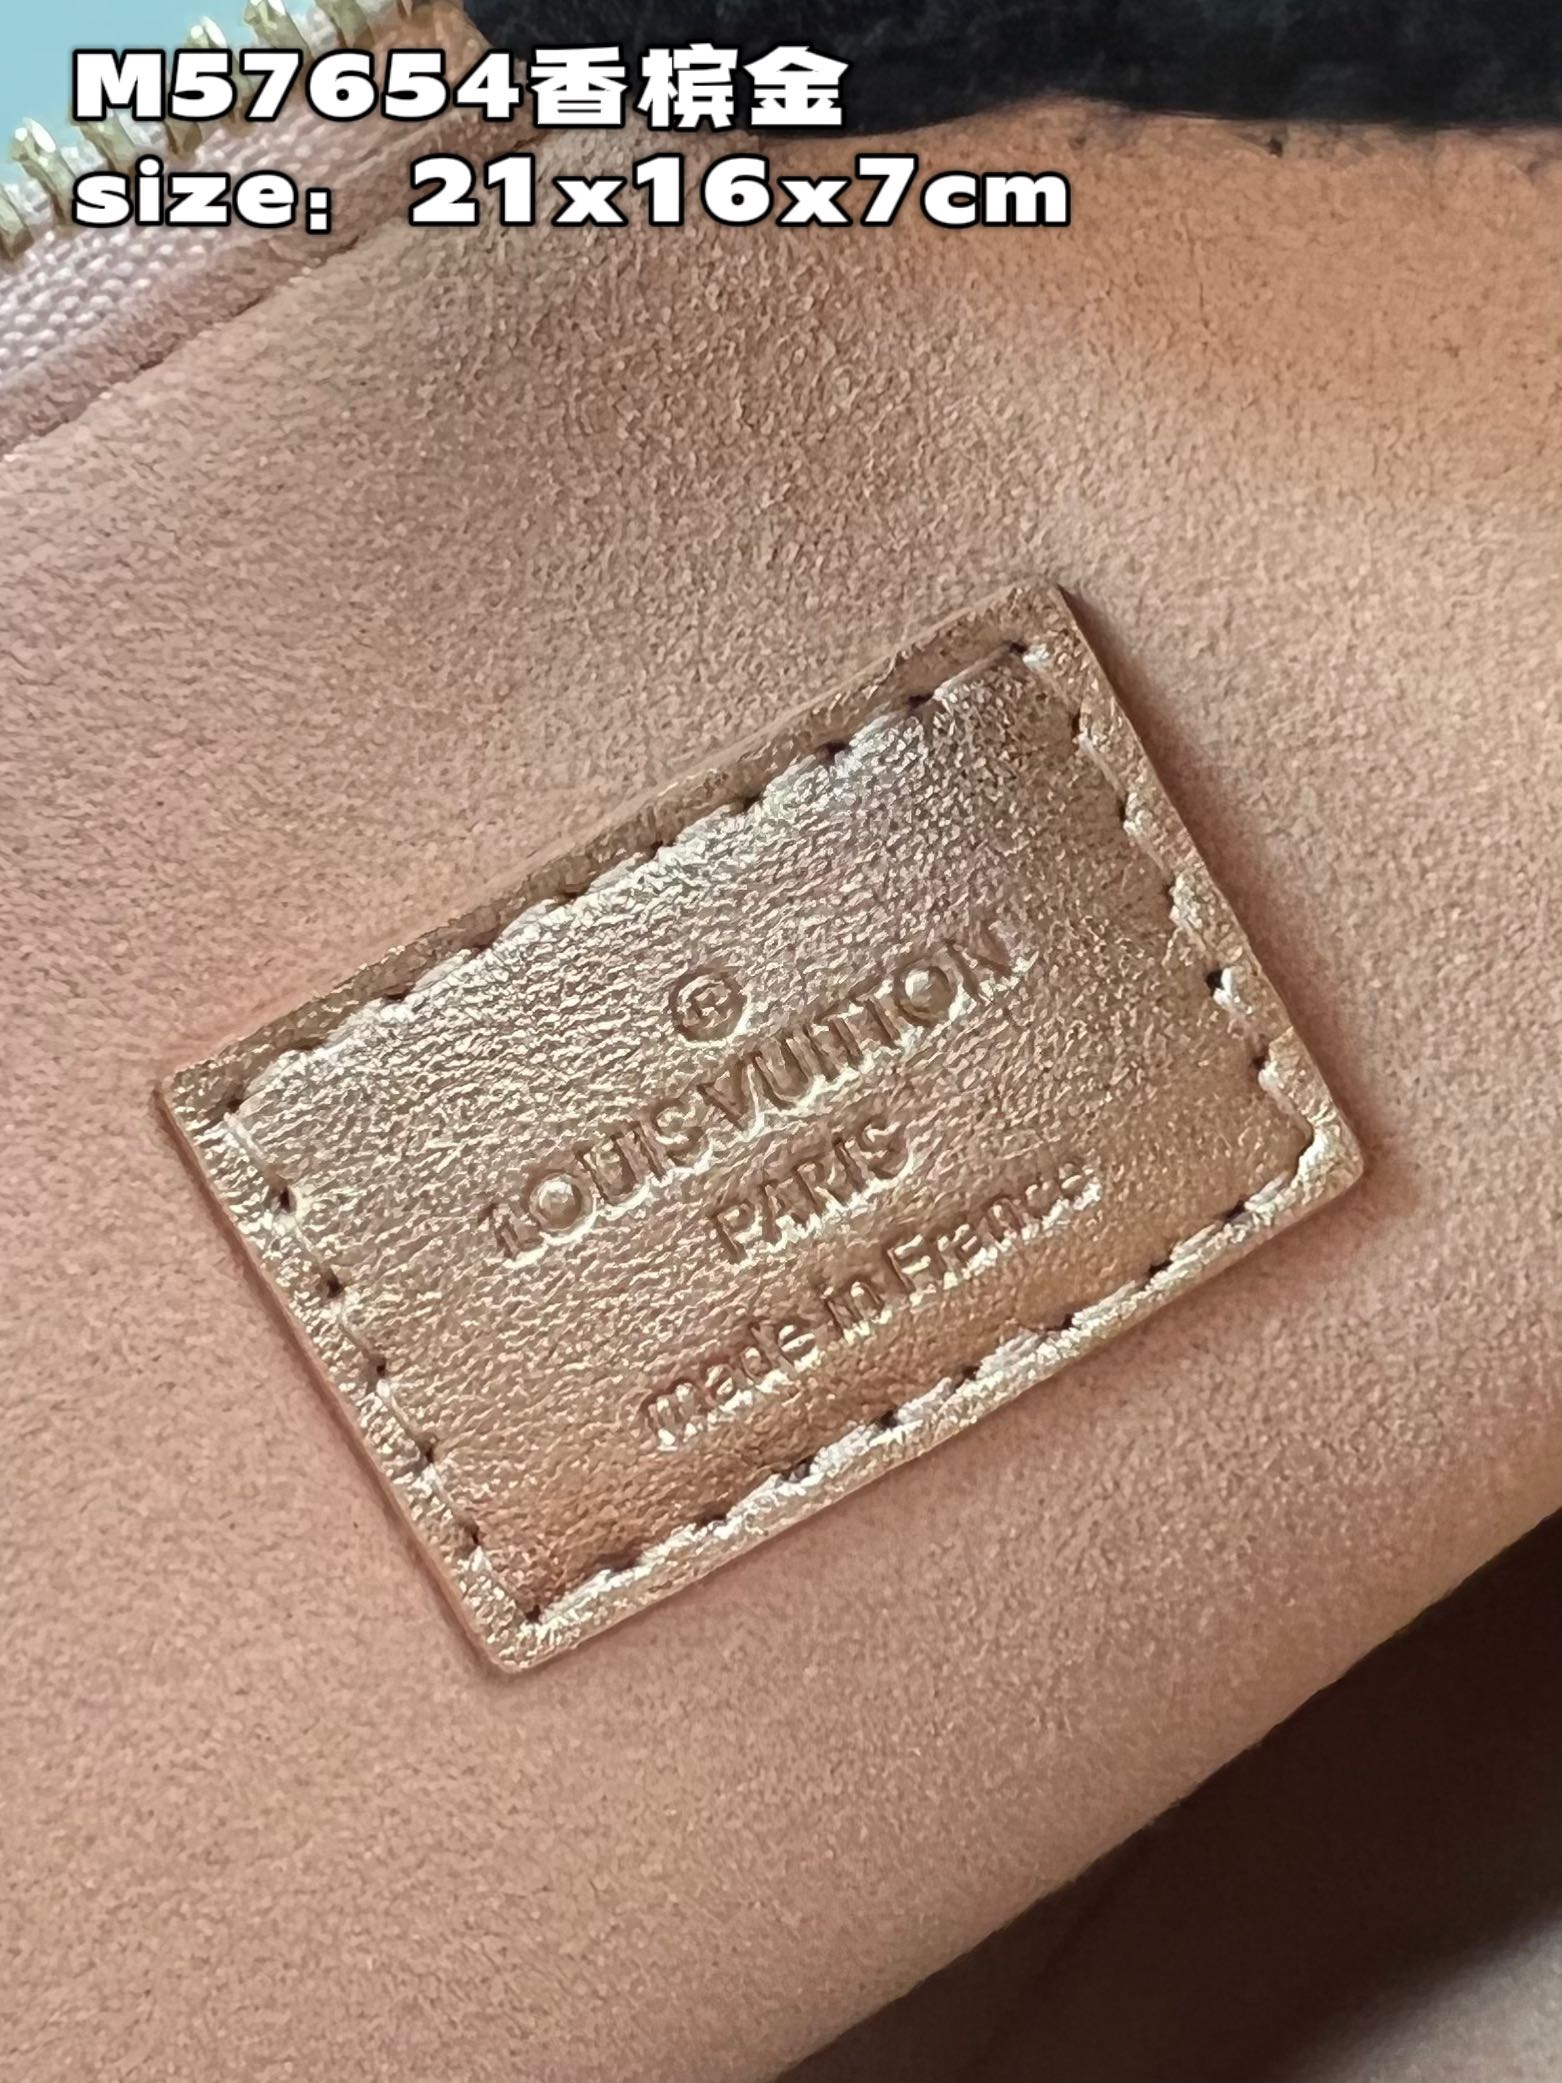 M57654香槟金
size： 21x16x7cm
®
LOUIS VUITTON
PARIS
made in France